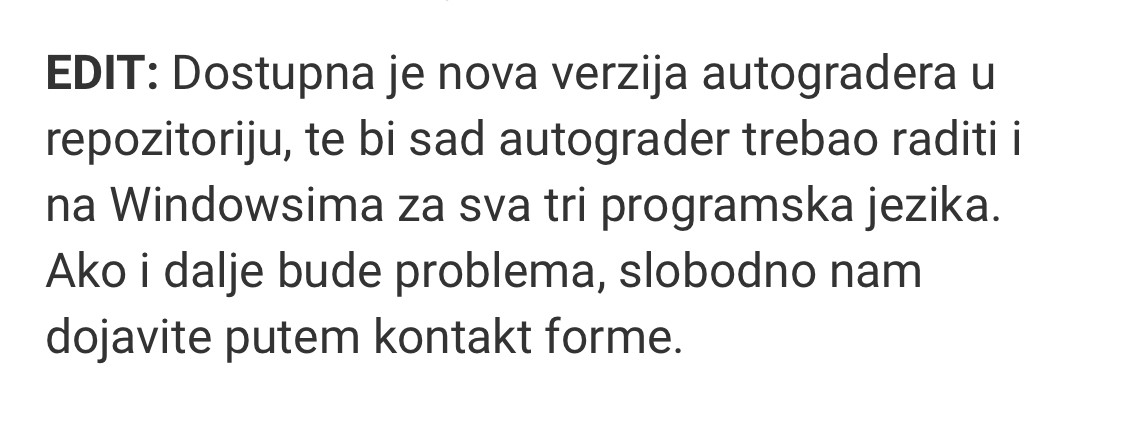 EDIT: Dostupna je nova verzija autogradera u
repozitoriju, te bi sad autograder trebao raditi i
na Windowsima za sva tri programska jezika.
Ako i dalje bude problema, slobodno nam
dojavite putem kontakt forme.